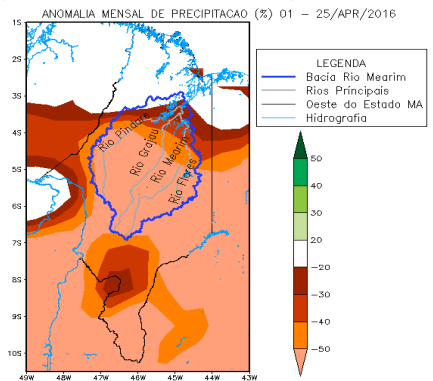 ANOMALIA MENSAL DE PRECIPITACAO (%) 01 - 25/APR/2016
LEGENDA
Bacia Rio Mearim
Rios Principais
Oeste do Estado MA
Hidrografia
1S
2S
3S
4S
5S
6S
7S
8S
9S
10S
49W 48W 47W 46W 45W 44W 43W
Rio Pindare
Rio Grajau
Rio Mearim
Rio Flores
50
40
30
20
-20
-30
-40
-50